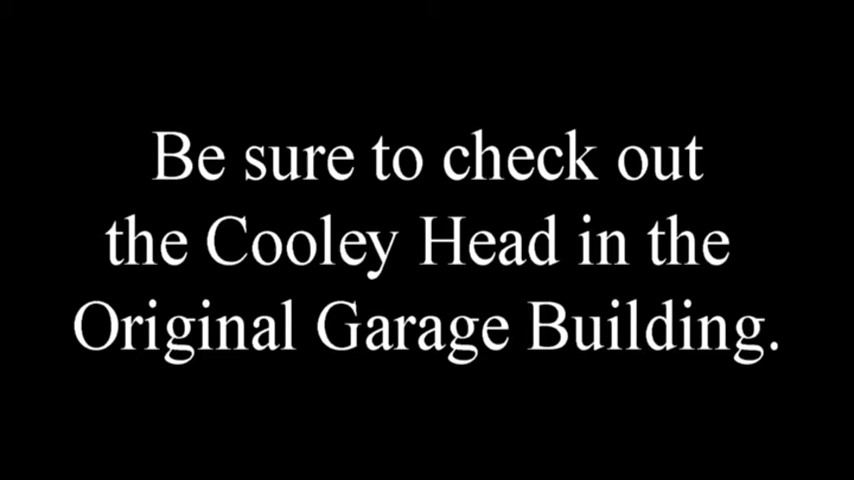 Be sure to check out
the Cooley Head in the
Original Garage Building.